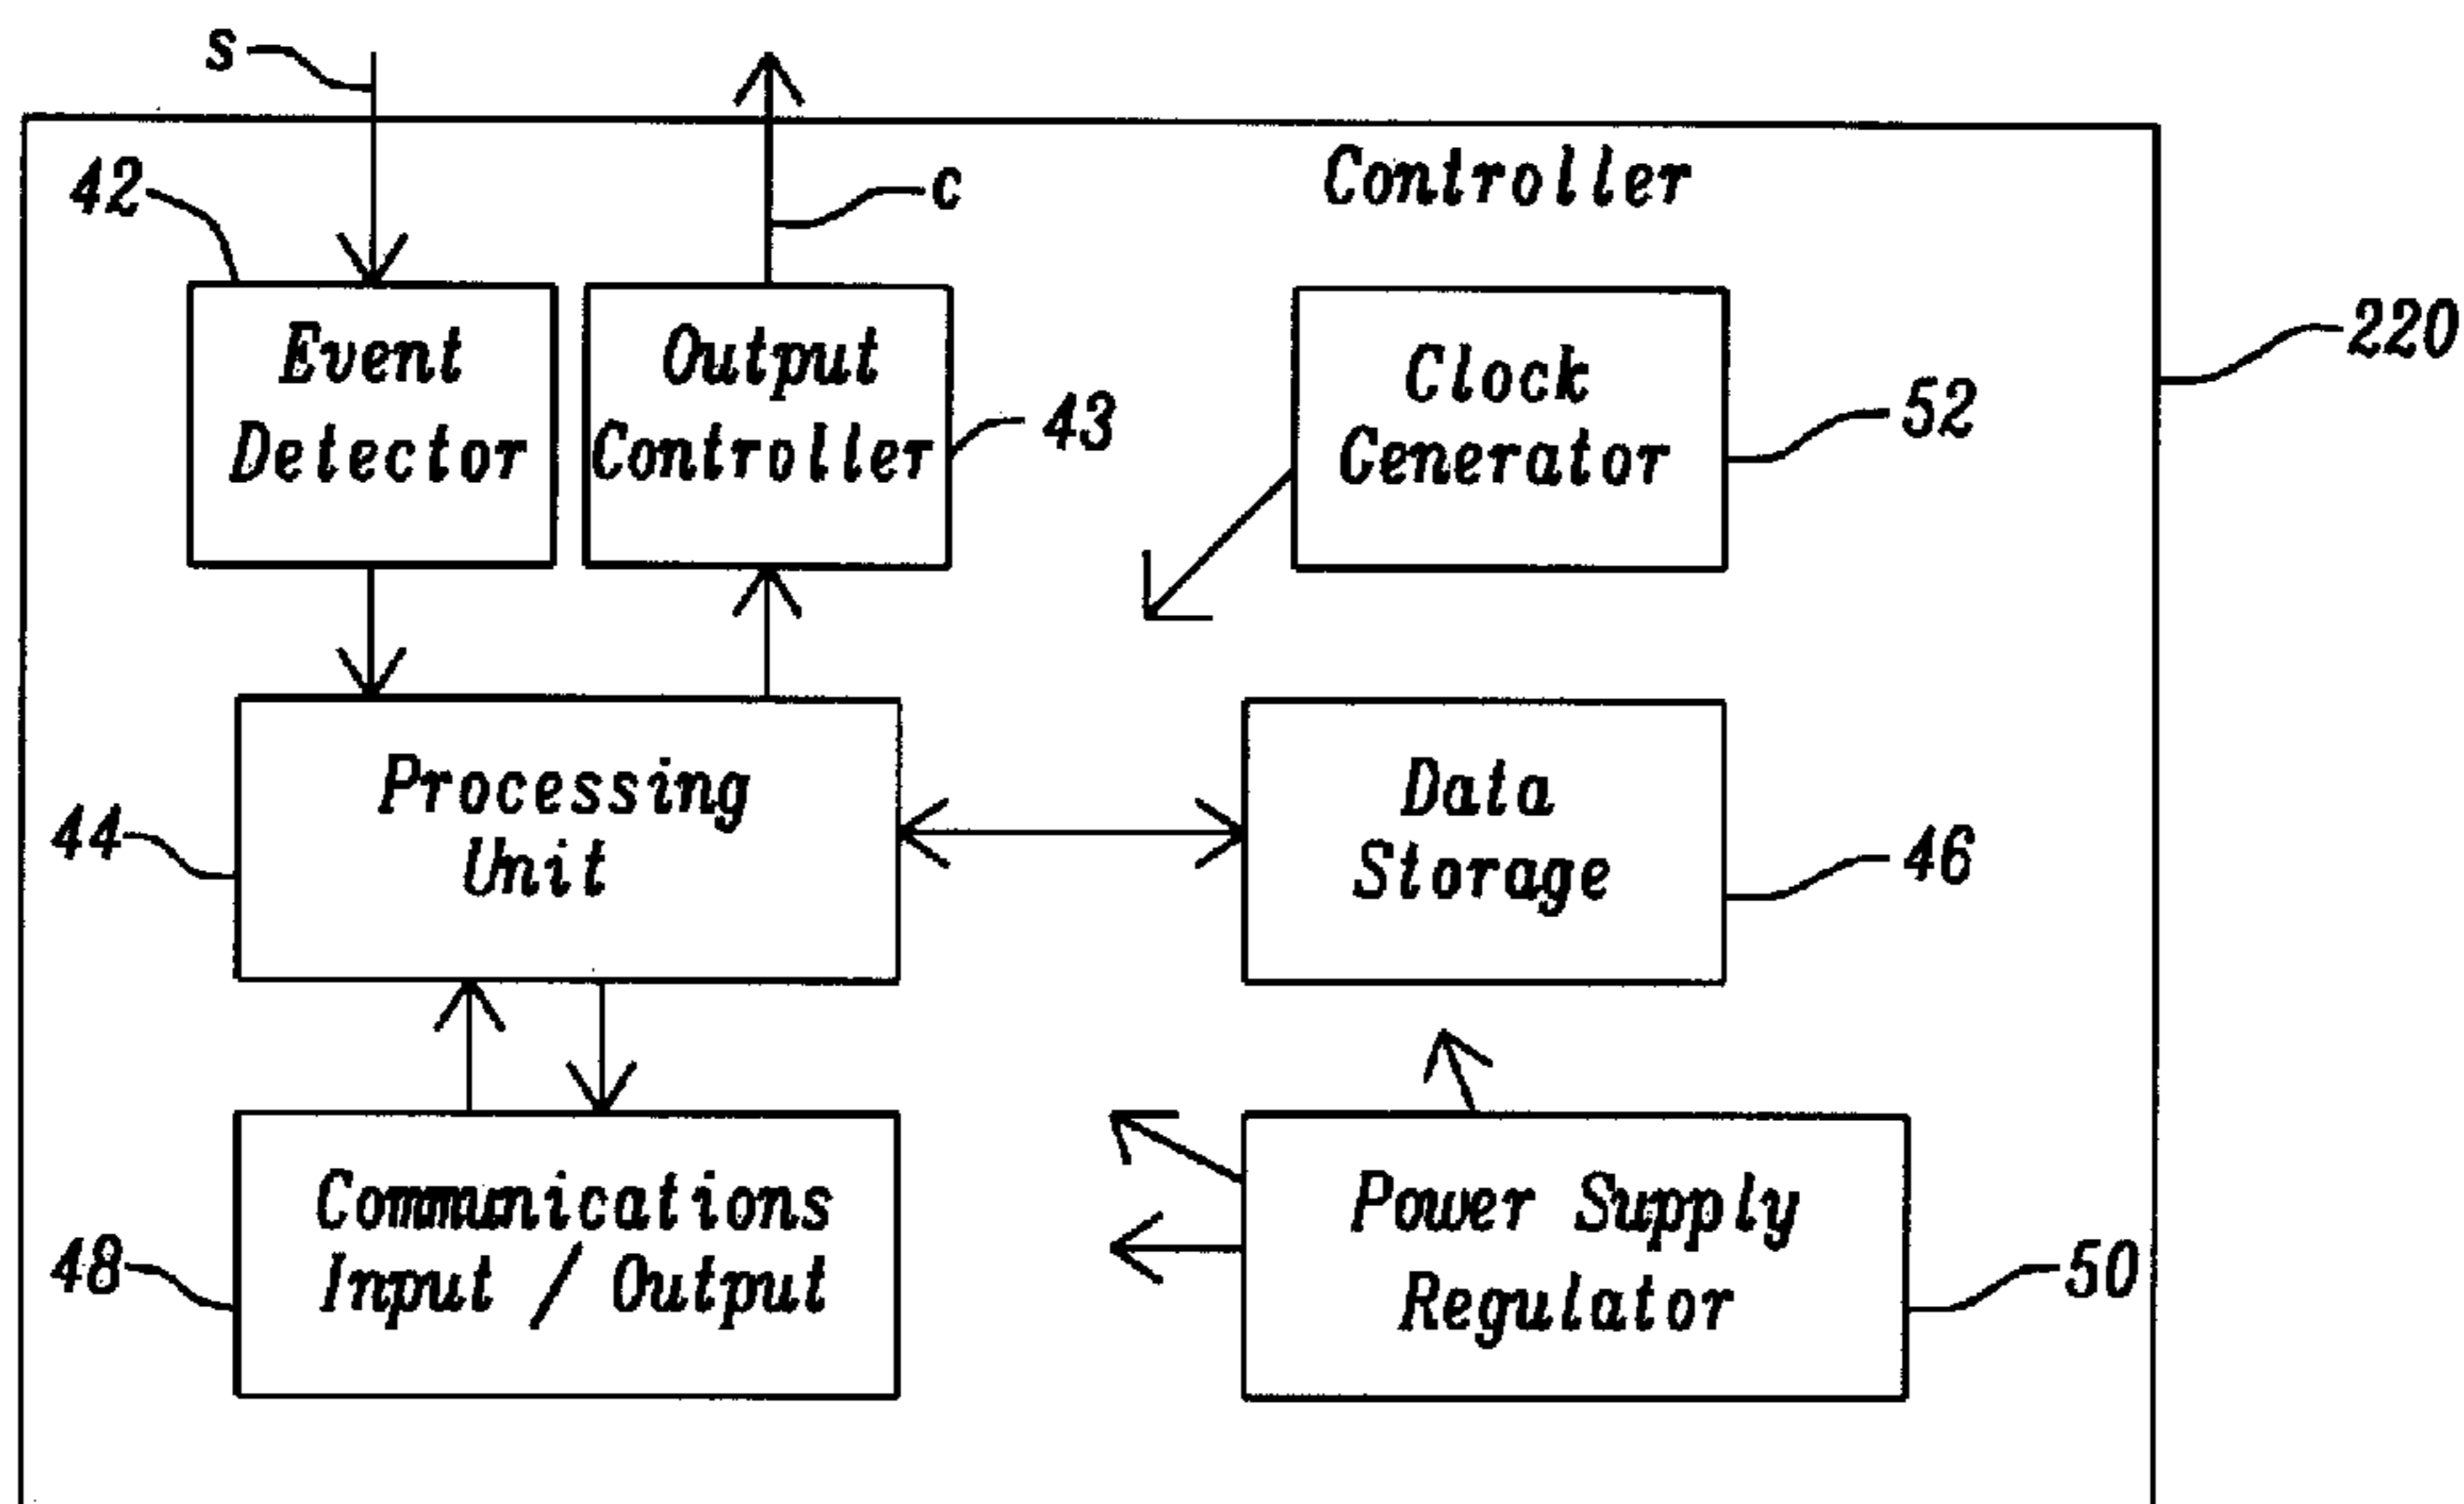 s
c
Controller
42
220
Event
Detector
Output
Controller
43
Clock
Generator
52
Processing
Unit
44
Data
Storage
46
Communications
Input / Output
48
Power Supply
Regulator
50